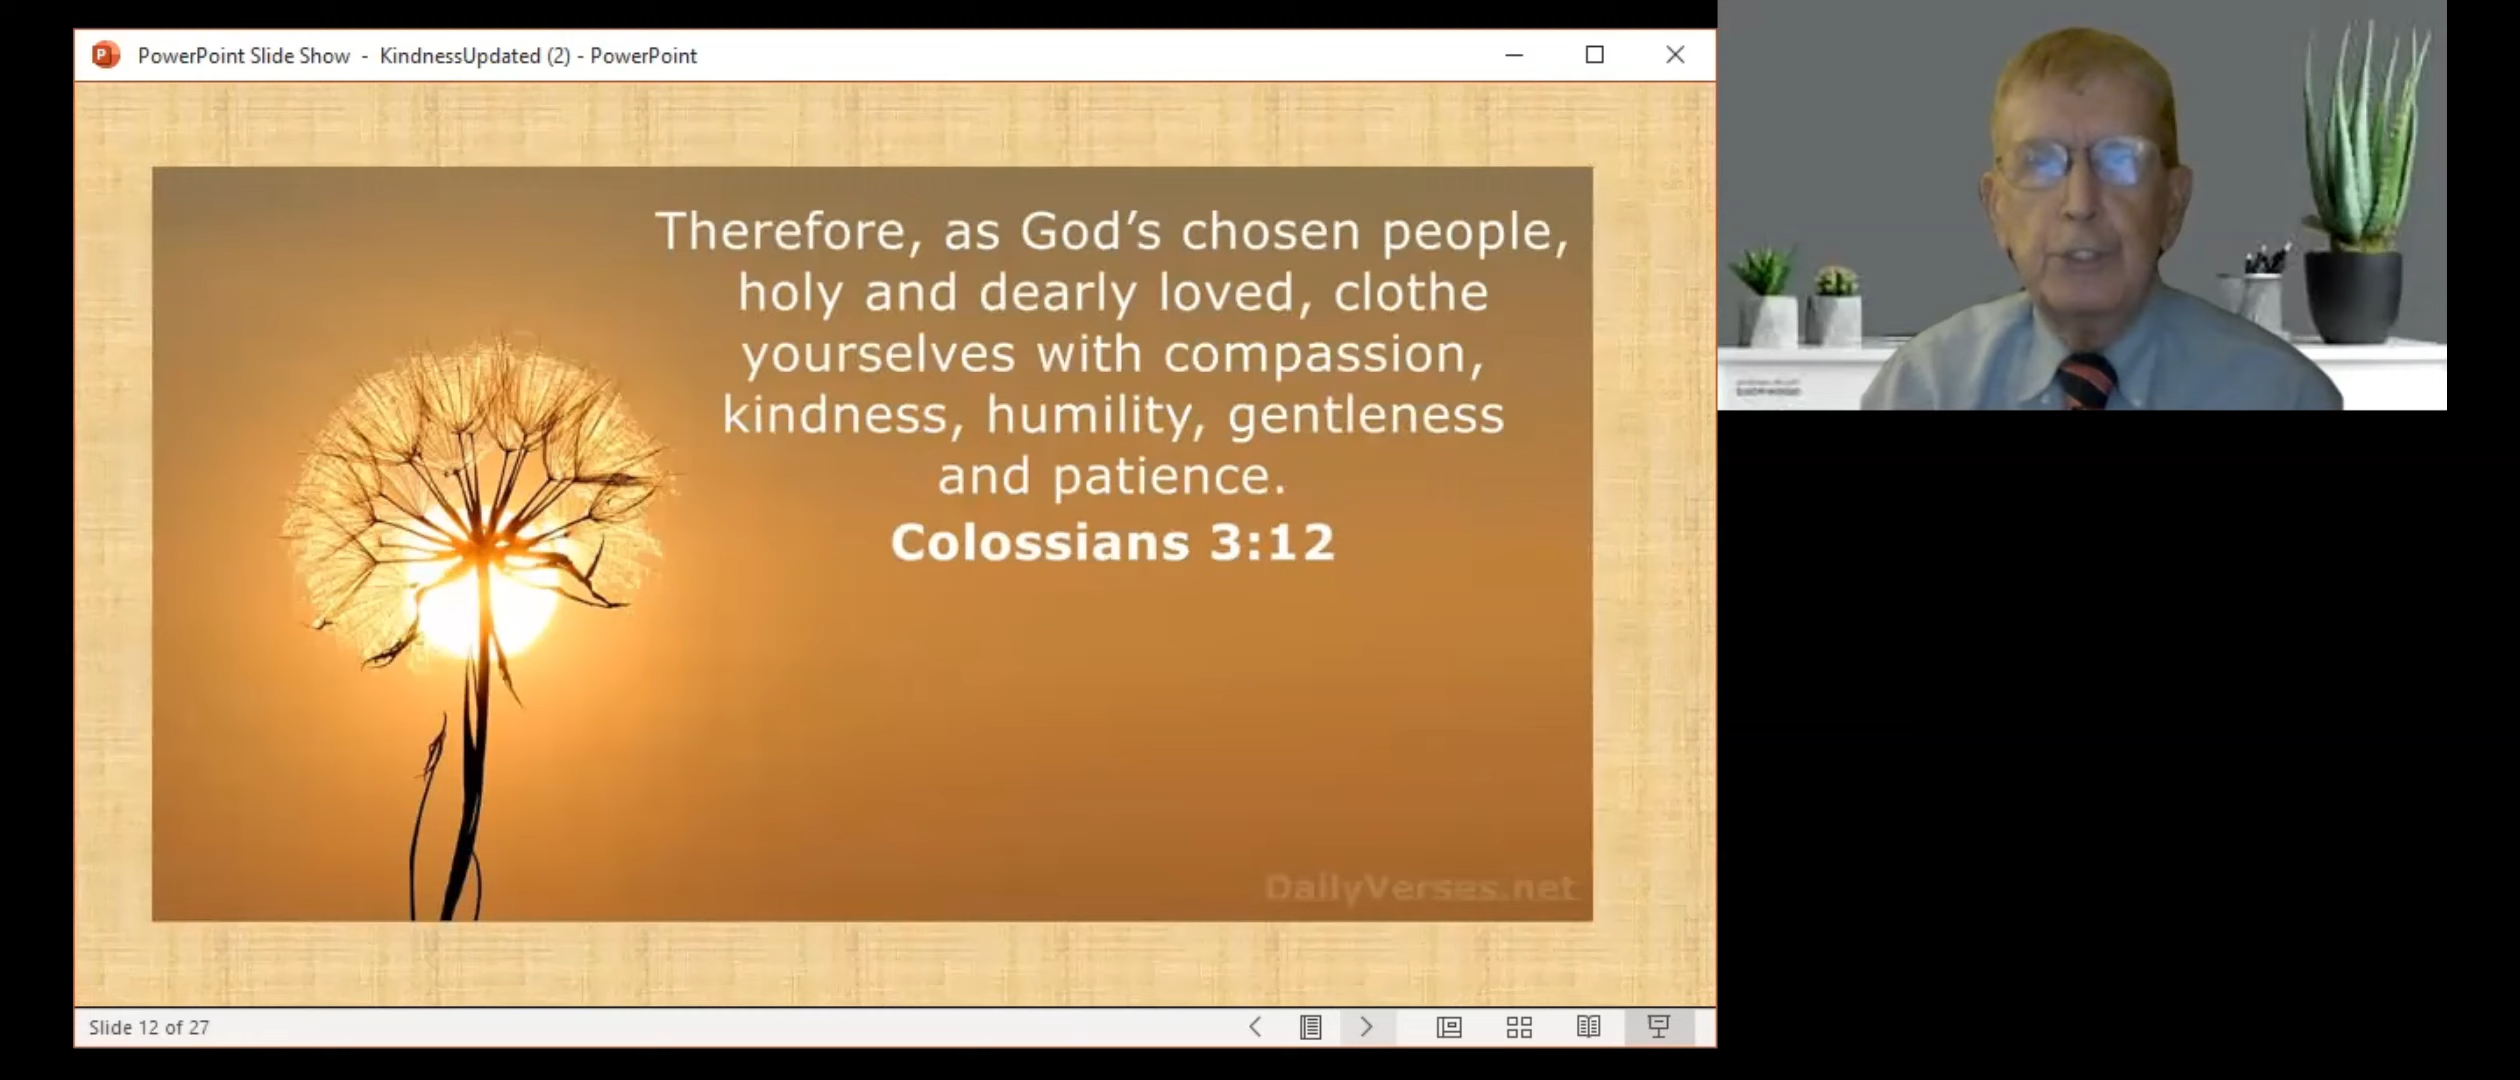 PowerPoint Slide Show - KindnessUpdated (2) - PowerPoint
Therefore, as God’s chosen people,
holy and dearly loved, clothe
yourselves with compassion,
kindness, humility, gentleness
and patience.
Colossians 3:12
DailyVerses.net
Slide 12 of 27